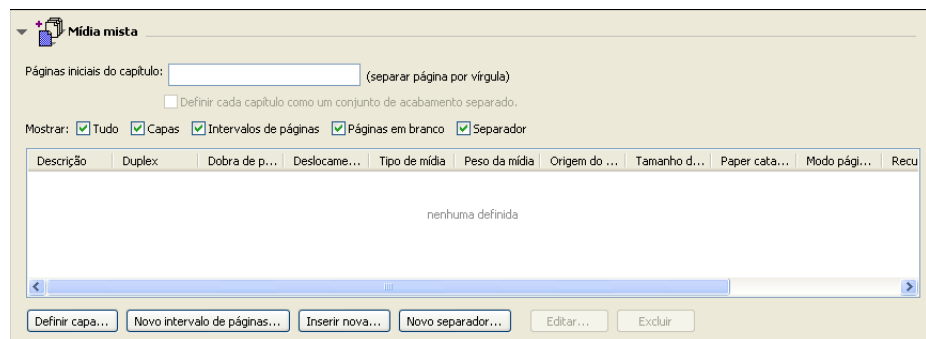 Mídia mista
Páginas iniciais do capítulo: (separar página por vírgula)
Definir cada capítulo como um conjunto de acabamento separado.
Mostrar: Tudo Capas Intervalos de páginas Páginas em branco Separador
Descrição Duplex Dobra de p... Deslocame... Tipo de mídia Peso da mídia Origem do ... Tamanho d... Paper cata... Modo pági... Recu
nenhuma definida
Definir capa... Novo intervalo de páginas... Inserir nova... Novo separador... Editar... Excluir